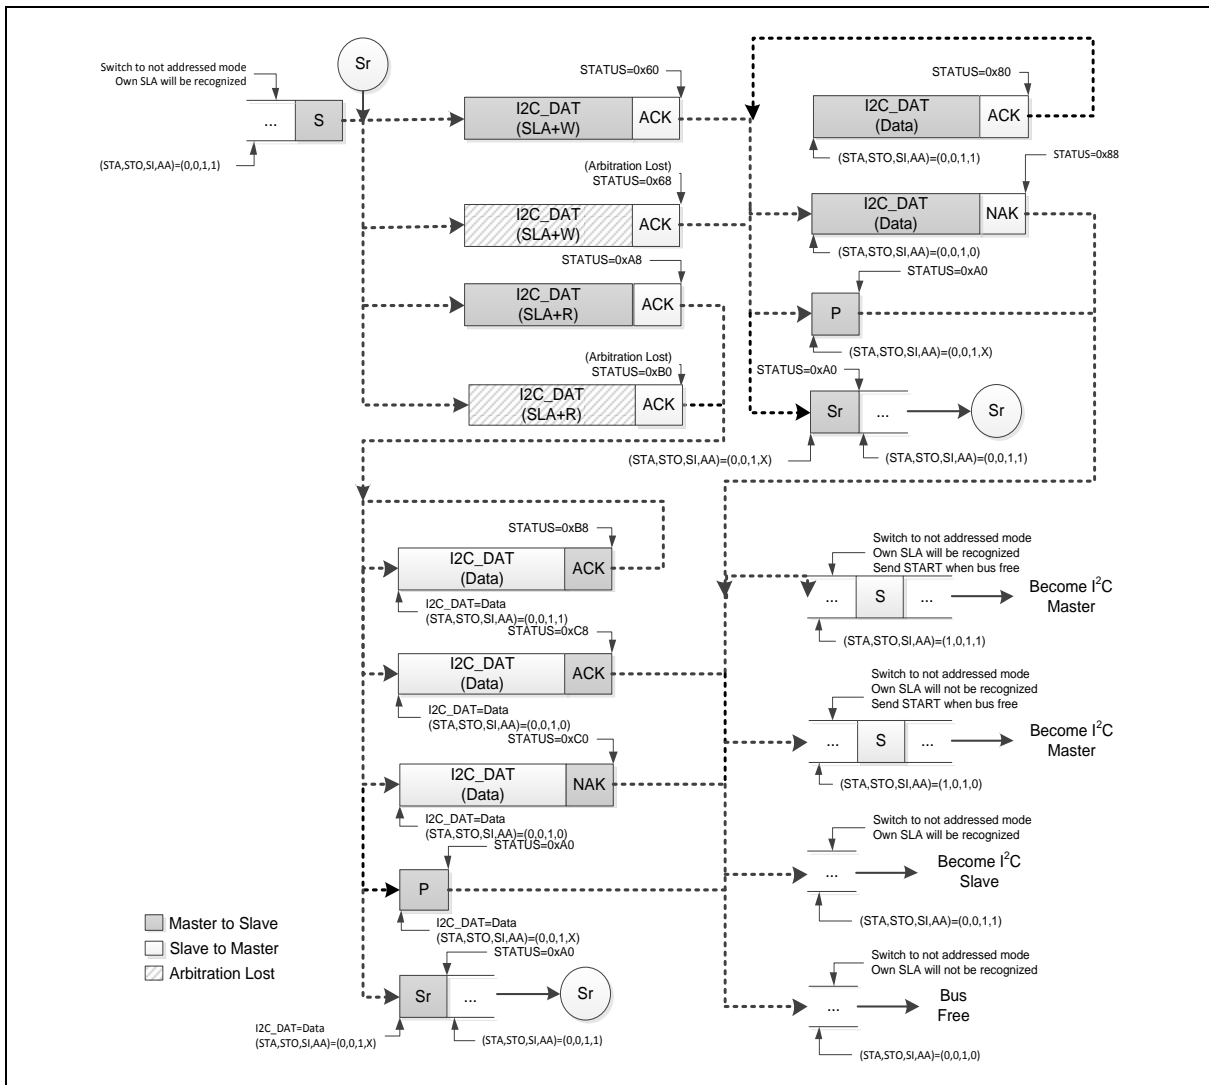 Switch to not addressed mode
Own SLA will be recognized
Sr
... S
(STA,STO,SI,AA)=(0,0,1,1)
STATUS=0x60
I2C_DAT
(SLA+W)
ACK
(Arbitration Lost)
STATUS=0x68
I2C_DAT
(SLA+W)
ACK
STATUS=0xA8
I2C_DAT
(SLA+R)
ACK
(Arbitration Lost)
STATUS=0xB0
I2C_DAT
(SLA+R)
ACK
STATUS=0x80
I2C_DAT
(Data)
ACK
(STA,STO,SI,AA)=(0,0,1,1)
STATUS=0x88
I2C_DAT
(Data)
NAK
(STA,STO,SI,AA)=(0,0,1,0)
STATUS=0xA0
P
(STA,STO,SI,AA)=(0,0,1,X)
STATUS=0xA0
Sr ... Sr
(STA,STO,SI,AA)=(0,0,1,X)
(STA,STO,SI,AA)=(0,0,1,1)
STATUS=0xB8
I2C_DAT
(Data)
ACK
I2C_DAT=Data
(STA,STO,SI,AA)=(0,0,1,1)
STATUS=0xC8
I2C_DAT
(Data)
ACK
I2C_DAT=Data
(STA,STO,SI,AA)=(0,0,1,0)
STATUS=0xC0
I2C_DAT
(Data)
NAK
I2C_DAT=Data
(STA,STO,SI,AA)=(0,0,1,0)
STATUS=0xA0
P
I2C_DAT=Data
(STA,STO,SI,AA)=(0,0,1,X)
STATUS=0xA0
Sr ... Sr
I2C_DAT=Data
(STA,STO,SI,AA)=(0,0,1,X)
(STA,STO,SI,AA)=(0,0,1,1)
Switch to not addressed mode
Own SLA will be recognized
Send START when bus free
... S ...
Become I²C
Master
(STA,STO,SI,AA)=(1,0,1,1)
Switch to not addressed mode
Own SLA will not be recognized
Send START when bus free
... S ...
Become I²C
Master
(STA,STO,SI,AA)=(1,0,1,0)
Switch to not addressed mode
Own SLA will be recognized
...
Become I²C
Slave
(STA,STO,SI,AA)=(0,0,1,1)
Switch to not addressed mode
Own SLA will not be recognized
...
Bus
Free
(STA,STO,SI,AA)=(0,0,1,0)
Master to Slave
Slave to Master
Arbitration Lost